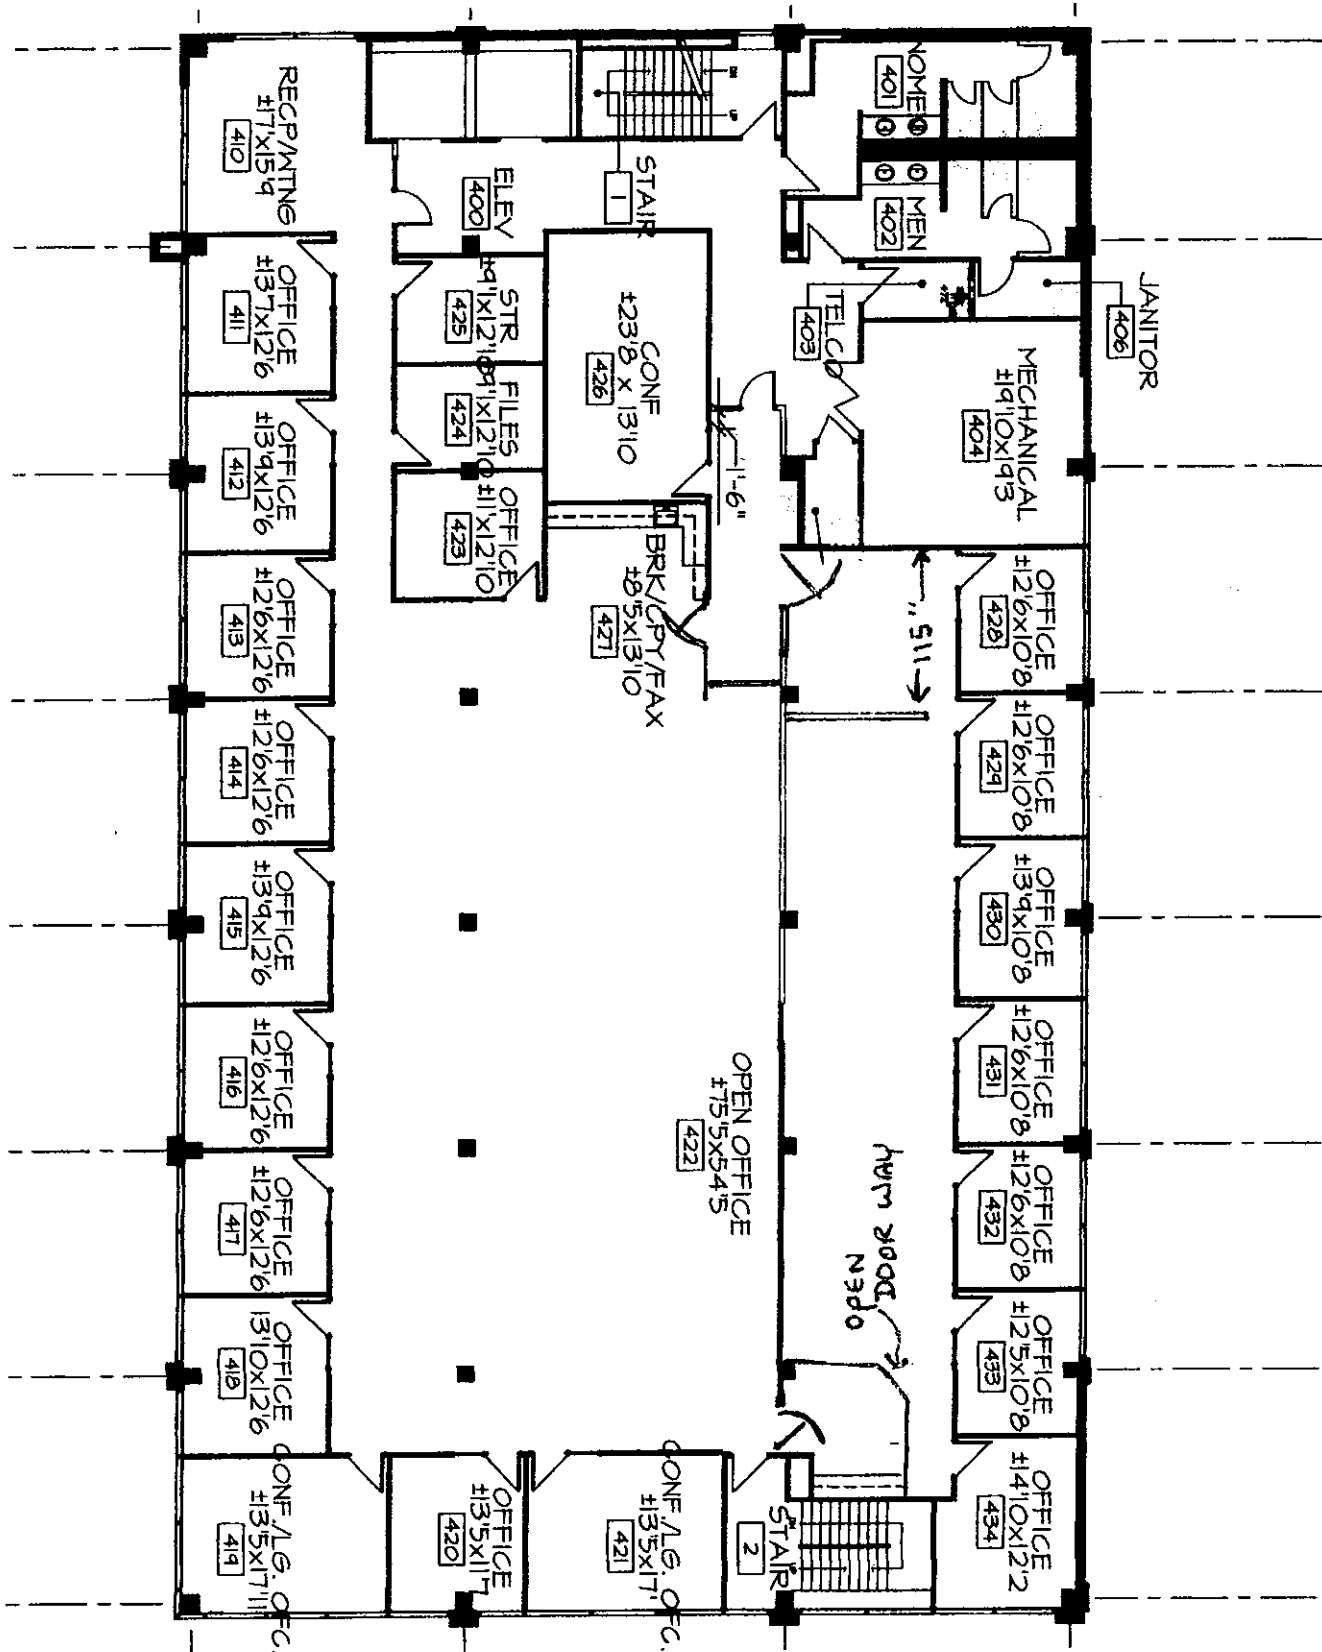 RECP/WTNG
±17'x15'9
410
ELEV
400
STAIR
1
WOMEN
401
MEN
402
JANITOR
406
TELCO
403
MECHANICAL
±19'10x19'3
404
OFFICE
±13'7x12'6
411
STR
±9'1x12'10
425
FILES
9'1x12'10
424
OFFICE
±11'x12'10
423
CONF
±23'8 x 13'10
426
1'-6"
BRK/CPY/FAX
±8'5x13'10
427
OFFICE
±13'9x12'6
412
OFFICE
±12'6x12'6
413
OFFICE
±12'6x12'6
414
OFFICE
±13'9x12'6
415
OFFICE
±12'6x12'6
416
OFFICE
±12'6x12'6
417
OFFICE
13'10x12'6
418
CONF./LG. OFC.
±13'5x17'11
419
OFFICE
±13'5x11'7
420
CONF./LG. OFC.
±13'5x17'
421
STAIR
2
OPEN OFFICE
±75'5x54'5
422
115"
OPEN
DOOR WAY
OFFICE
±12'6x10'8
428
OFFICE
±12'6x10'8
429
OFFICE
±13'9x10'8
430
OFFICE
±12'6x10'8
431
OFFICE
±12'6x10'8
432
OFFICE
±12'5x10'8
433
OFFICE
±14'10x12'2
434
DN
UP
DN